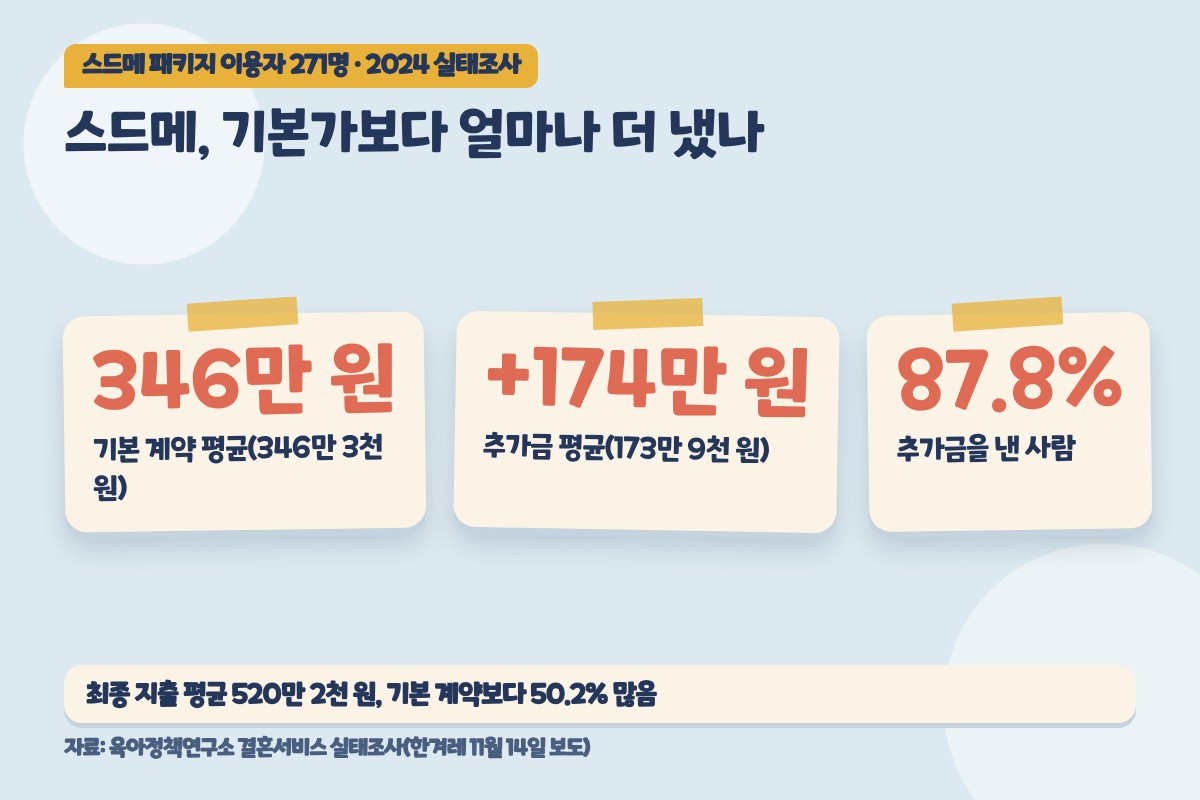 스드메 패키지 이용자 271명 · 2024 실태조사
스드메, 기본가보다 얼마나 더 냈나
346만 원
기본 계약 평균(346만 3천
원)
+174만 원
추가금 평균(173만 9천 원)
87.8%
추가금을 낸 사람
최종 지출 평균 520만 2천 원, 기본 계약보다 50.2% 많음
자료: 육아정책연구소 결혼서비스 실태조사(한겨레 11월 14일 보도)